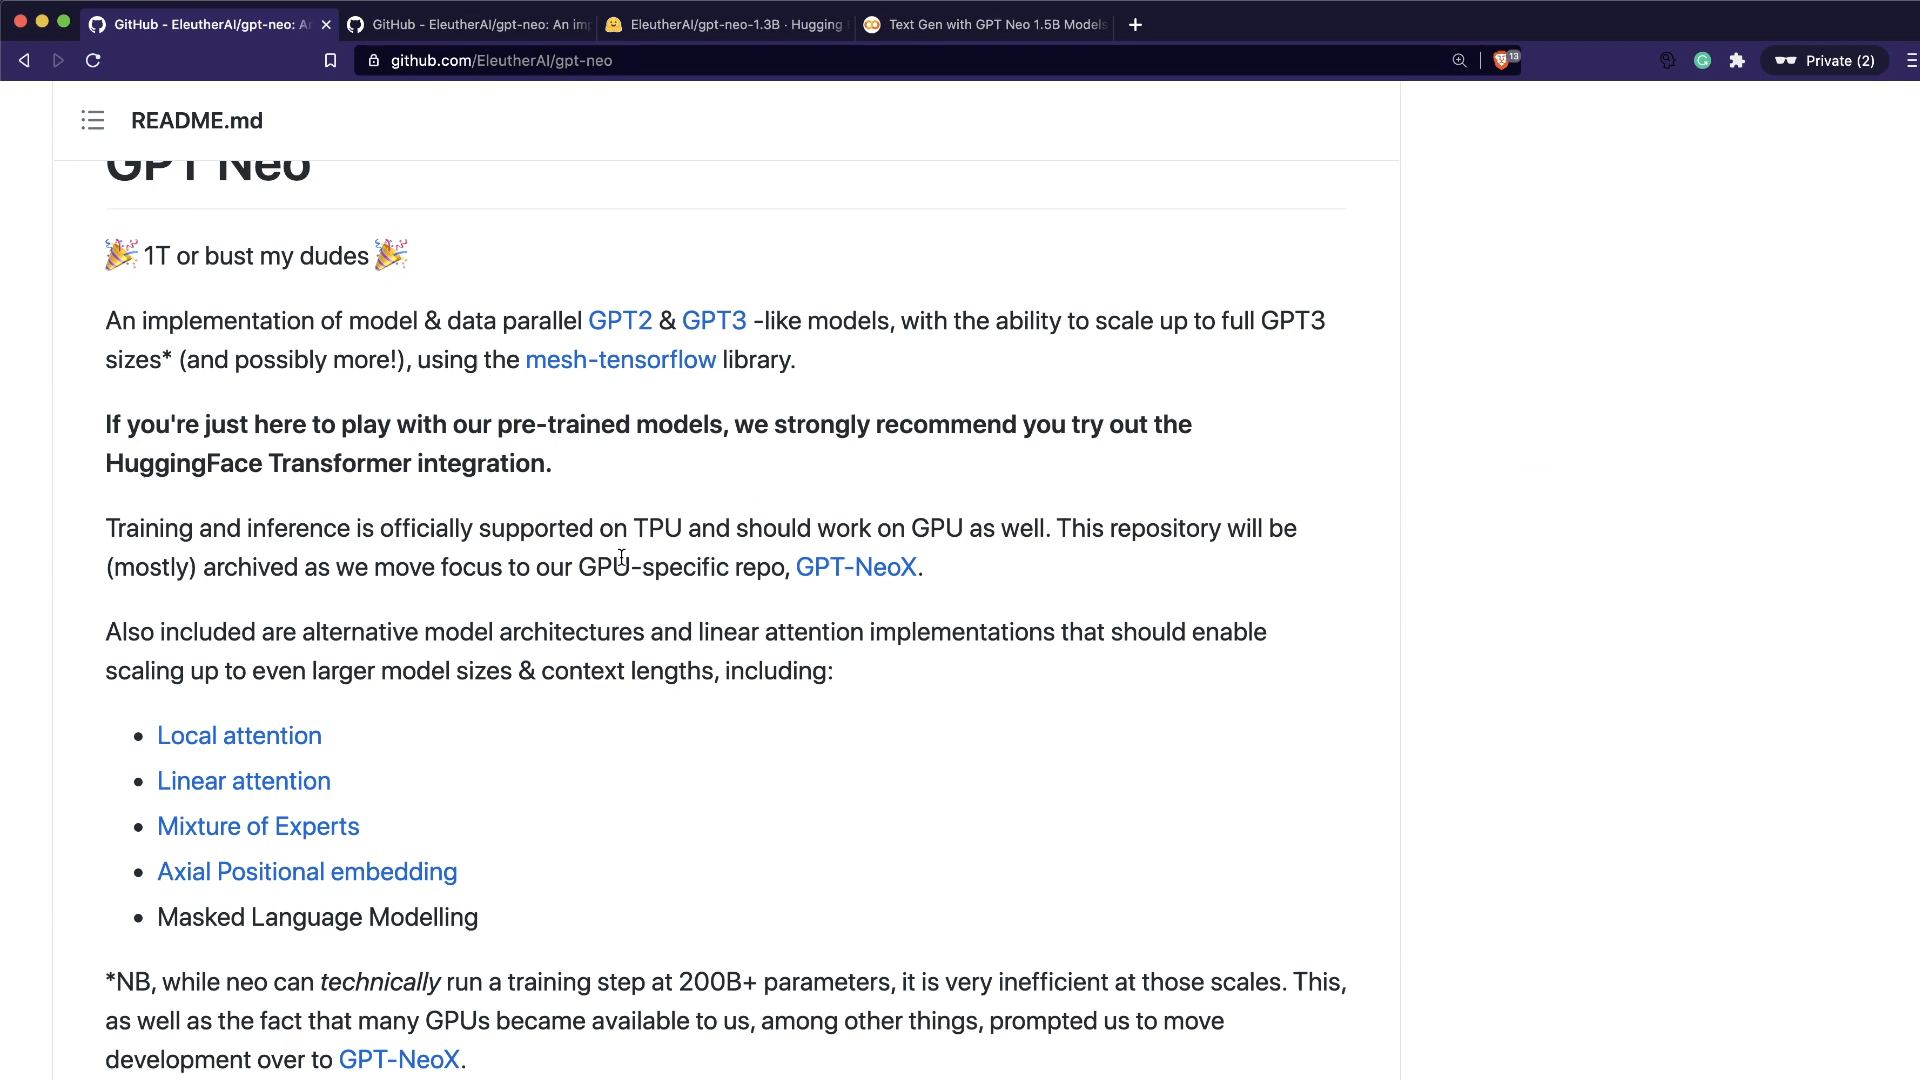 GitHub - EleutherAI/gpt-neo: An
GitHub - EleutherAI/gpt-neo: An im
EleutherAI/gpt-neo-1.3B · Hugging
Text Gen with GPT Neo 1.5B Models
github.com/EleutherAI/gpt-neo
13
Private (2)
README.md
GPT Neo
🎉 1T or bust my dudes 🎉
An implementation of model & data parallel GPT2 & GPT3 -like models, with the ability to scale up to full GPT3
sizes* (and possibly more!), using the mesh-tensorflow library.
If you're just here to play with our pre-trained models, we strongly recommend you try out the
HuggingFace Transformer integration.
Training and inference is officially supported on TPU and should work on GPU as well. This repository will be
(mostly) archived as we move focus to our GPU-specific repo, GPT-NeoX.
Also included are alternative model architectures and linear attention implementations that should enable
scaling up to even larger model sizes & context lengths, including:
• Local attention
• Linear attention
• Mixture of Experts
• Axial Positional embedding
• Masked Language Modelling
*NB, while neo can technically run a training step at 200B+ parameters, it is very inefficient at those scales. This,
as well as the fact that many GPUs became available to us, among other things, prompted us to move
development over to GPT-NeoX.